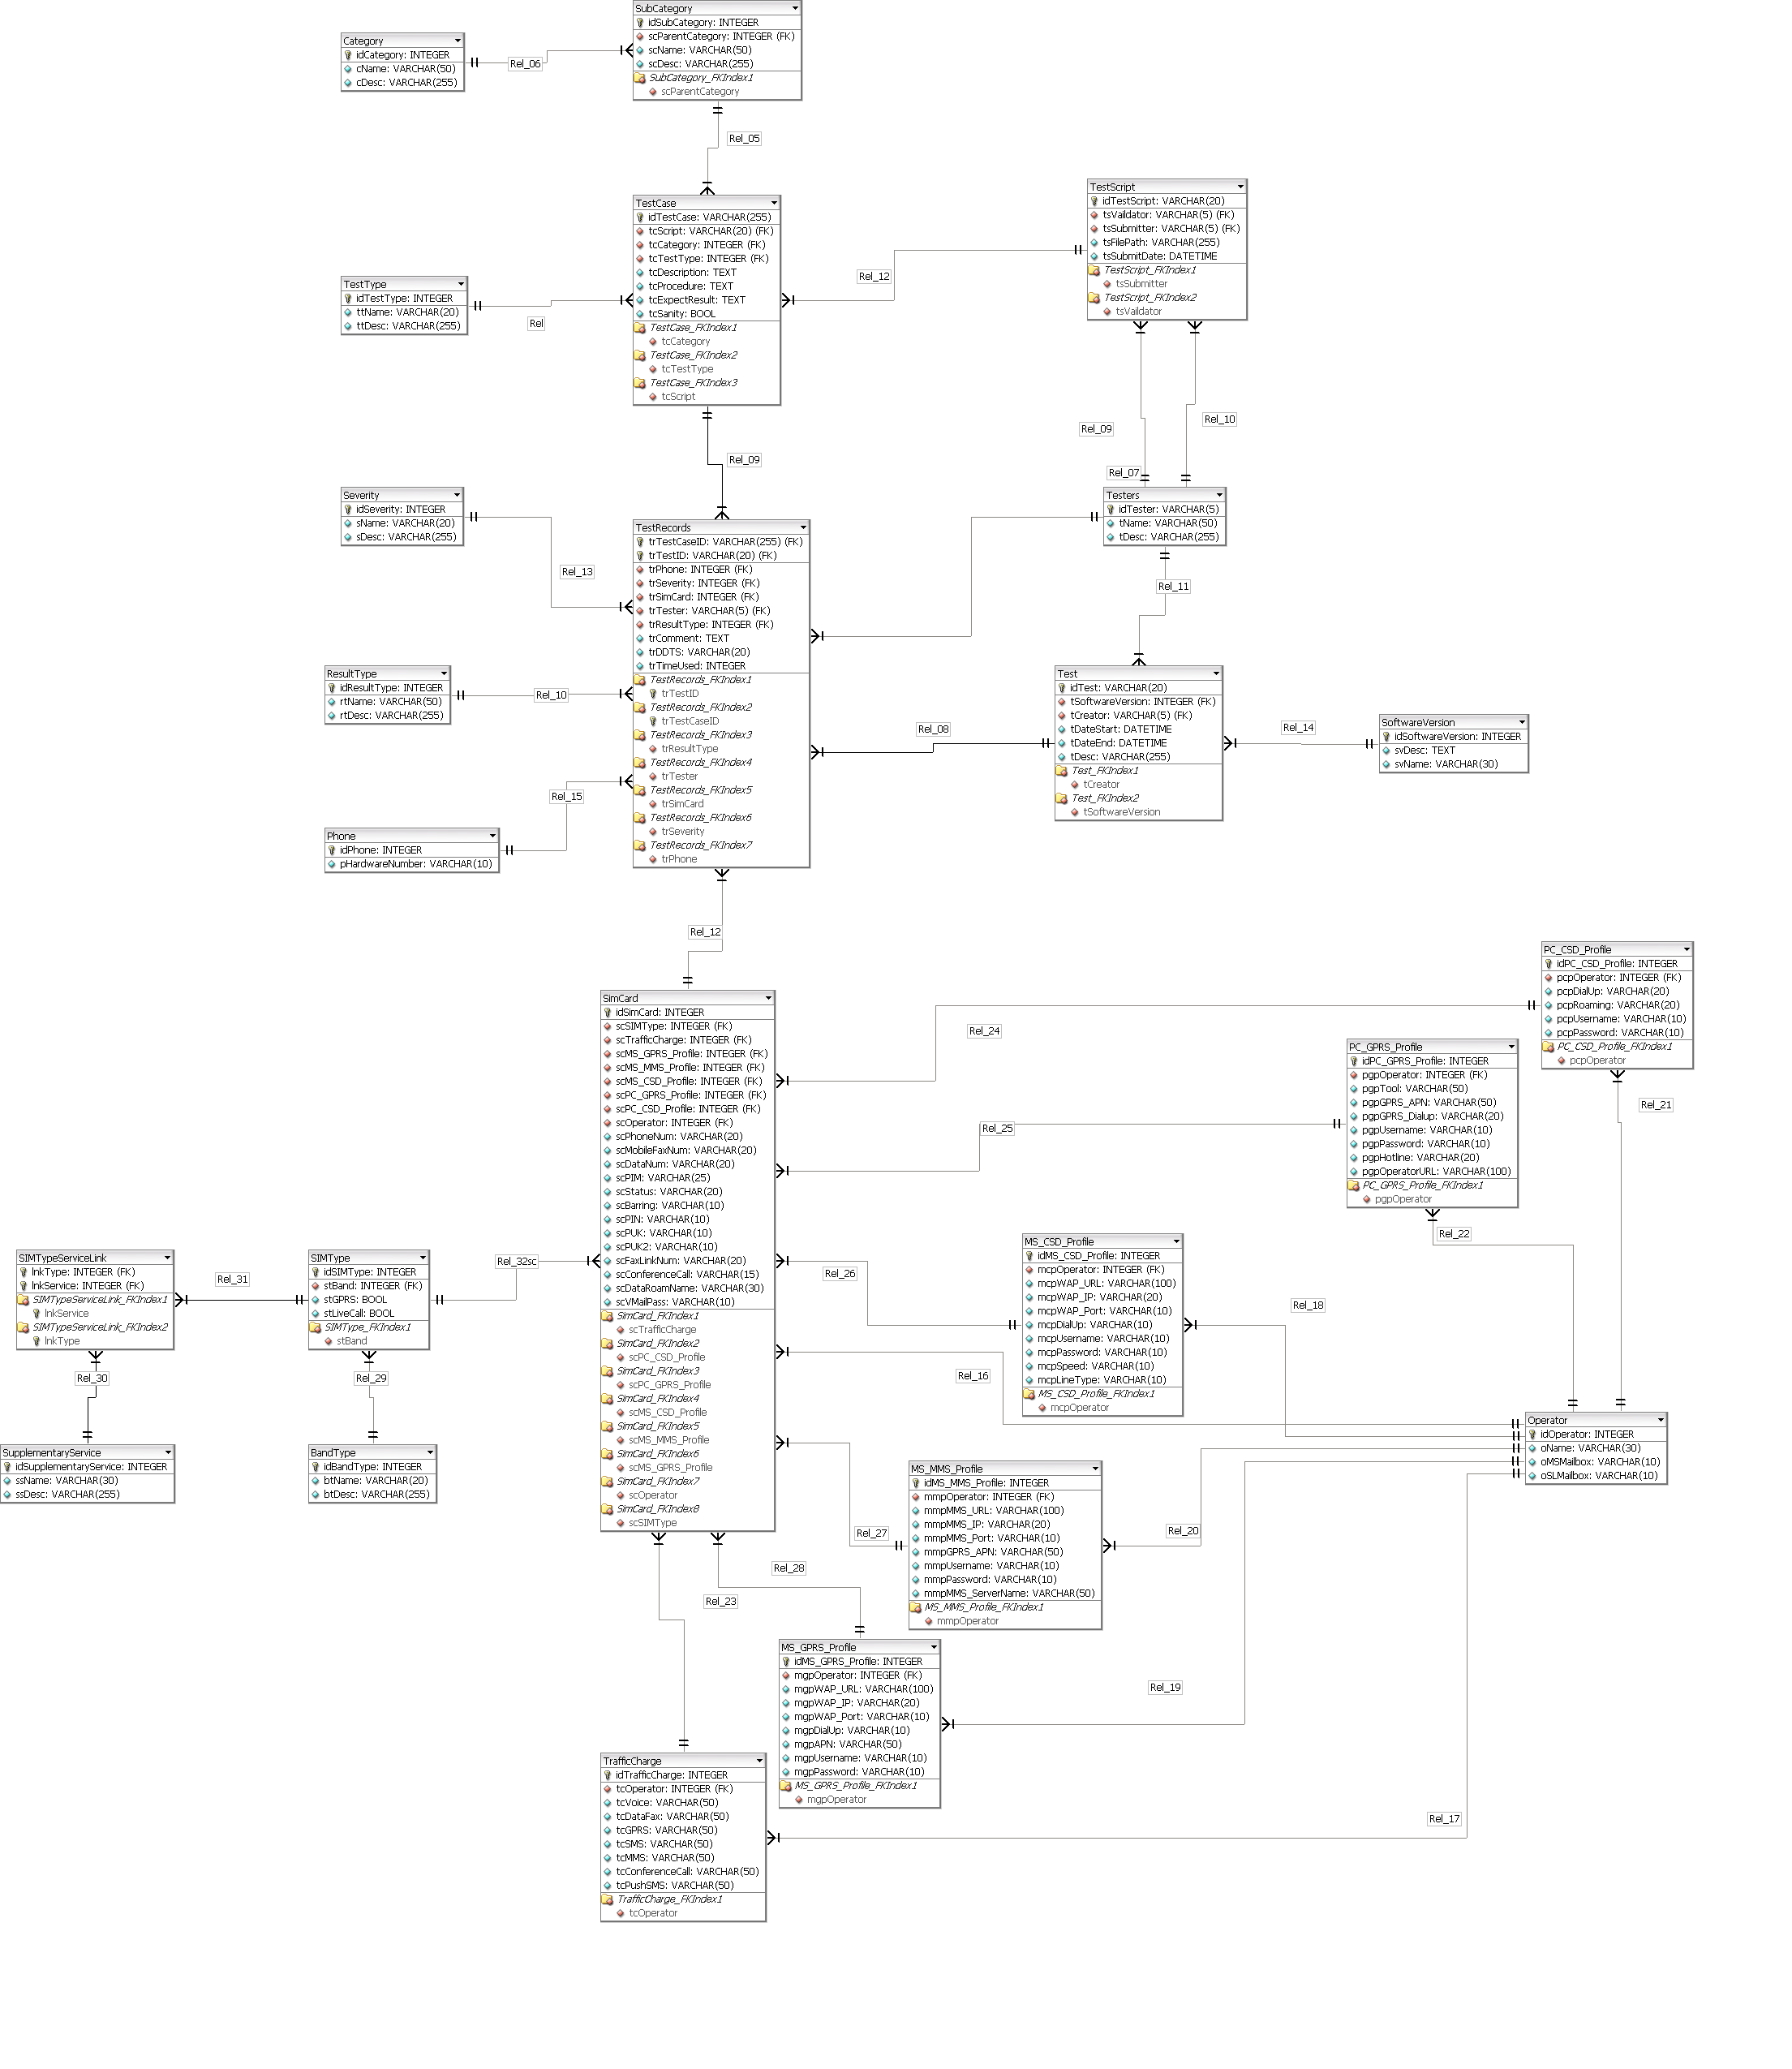 SubCategory
idSubCategory: INTEGER
scParentCategory: INTEGER (FK)
scName: VARCHAR(50)
scDesc: VARCHAR(255)
SubCategory_FKIndex1
scParentCategory
Category
idCategory: INTEGER
cName: VARCHAR(50)
cDesc: VARCHAR(255)
Rel_06
Rel_05
TestCase
idTestCase: VARCHAR(255)
tcScript: VARCHAR(20) (FK)
tcCategory: INTEGER (FK)
tcTestType: INTEGER (FK)
tcDescription: TEXT
tcProcedure: TEXT
tcExpectResult: TEXT
tcSanity: BOOL
TestCase_FKIndex1
tcCategory
TestCase_FKIndex2
tcTestType
TestCase_FKIndex3
tcScript
TestScript
idTestScript: VARCHAR(20)
tsVaildator: VARCHAR(5) (FK)
tsSubmitter: VARCHAR(5) (FK)
tsFilePath: VARCHAR(255)
tsSubmitDate: DATETIME
TestScript_FKIndex1
tsSubmitter
TestScript_FKIndex2
tsVaildator
Rel_12
TestType
idTestType: INTEGER
ttName: VARCHAR(20)
ttDesc: VARCHAR(255)
Rel
Rel_09
Rel_10
Rel_09
Rel_07
Severity
idSeverity: INTEGER
sName: VARCHAR(20)
sDesc: VARCHAR(255)
Rel_13
Testers
idTester: VARCHAR(5)
tName: VARCHAR(50)
tDesc: VARCHAR(255)
Rel_11
TestRecords
trTestCaseID: VARCHAR(255) (FK)
trTestID: VARCHAR(20) (FK)
trPhone: INTEGER (FK)
trSeverity: INTEGER (FK)
trSimCard: INTEGER (FK)
trTester: VARCHAR(5) (FK)
trResultType: INTEGER (FK)
trComment: TEXT
trDDTS: VARCHAR(20)
trTimeUsed: INTEGER
TestRecords_FKIndex1
trTestID
TestRecords_FKIndex2
trTestCaseID
TestRecords_FKIndex3
trResultType
TestRecords_FKIndex4
trTester
TestRecords_FKIndex5
trSimCard
TestRecords_FKIndex6
trSeverity
TestRecords_FKIndex7
trPhone
ResultType
idResultType: INTEGER
rtName: VARCHAR(50)
rtDesc: VARCHAR(255)
Rel_10
Test
idTest: VARCHAR(20)
tSoftwareVersion: INTEGER (FK)
tCreator: VARCHAR(5) (FK)
tDateStart: DATETIME
tDateEnd: DATETIME
tDesc: VARCHAR(255)
Test_FKIndex1
tCreator
Test_FKIndex2
tSoftwareVersion
Rel_08
Rel_14
SoftwareVersion
idSoftwareVersion: INTEGER
svDesc: TEXT
svName: VARCHAR(30)
Rel_15
Phone
idPhone: INTEGER
pHardwareNumber: VARCHAR(10)
Rel_12
PC_CSD_Profile
idPC_CSD_Profile: INTEGER
pcpOperator: INTEGER (FK)
pcpDialUp: VARCHAR(20)
pcpRoaming: VARCHAR(20)
pcpUsername: VARCHAR(10)
pcpPassword: VARCHAR(10)
PC_CSD_Profile_FKIndex1
pcpOperator
SimCard
idSimCard: INTEGER
scSIMType: INTEGER (FK)
scTrafficCharge: INTEGER (FK)
scMS_GPRS_Profile: INTEGER (FK)
scMS_MMS_Profile: INTEGER (FK)
scMS_CSD_Profile: INTEGER (FK)
scPC_GPRS_Profile: INTEGER (FK)
scPC_CSD_Profile: INTEGER (FK)
scOperator: INTEGER (FK)
scPhoneNum: VARCHAR(20)
scMobileFaxNum: VARCHAR(20)
scDataNum: VARCHAR(20)
scPIM: VARCHAR(25)
scStatus: VARCHAR(20)
scBarring: VARCHAR(10)
scPIN: VARCHAR(10)
scPUK: VARCHAR(10)
scPUK2: VARCHAR(10)
scFaxLinkNum: VARCHAR(20)
scConferenceCall: VARCHAR(15)
scDataRoamName: VARCHAR(30)
scVMailPass: VARCHAR(10)
SimCard_FKIndex1
scTrafficCharge
SimCard_FKIndex2
scPC_CSD_Profile
SimCard_FKIndex3
scPC_GPRS_Profile
SimCard_FKIndex4
scMS_CSD_Profile
SimCard_FKIndex5
scMS_MMS_Profile
SimCard_FKIndex6
scMS_GPRS_Profile
SimCard_FKIndex7
scOperator
SimCard_FKIndex8
scSIMType
Rel_24
PC_GPRS_Profile
idPC_GPRS_Profile: INTEGER
pgpOperator: INTEGER (FK)
pgpTool: VARCHAR(50)
pgpGPRS_APN: VARCHAR(50)
pgpGPRS_Dialup: VARCHAR(20)
pgpUsername: VARCHAR(10)
pgpPassword: VARCHAR(10)
pgpHotline: VARCHAR(20)
pgpOperatorURL: VARCHAR(100)
PC_GPRS_Profile_FKIndex1
pgpOperator
Rel_21
Rel_25
Rel_22
MS_CSD_Profile
idMS_CSD_Profile: INTEGER
mcpOperator: INTEGER (FK)
mcpWAP_URL: VARCHAR(100)
mcpWAP_IP: VARCHAR(20)
mcpWAP_Port: VARCHAR(10)
mcpDialUp: VARCHAR(10)
mcpUsername: VARCHAR(10)
mcpPassword: VARCHAR(10)
mcpSpeed: VARCHAR(10)
mcpLineType: VARCHAR(10)
MS_CSD_Profile_FKIndex1
mcpOperator
SIMTypeServiceLink
lnkType: INTEGER (FK)
lnkService: INTEGER (FK)
SIMTypeServiceLink_FKIndex1
lnkService
SIMTypeServiceLink_FKIndex2
lnkType
Rel_31
SIMType
idSIMType: INTEGER
stBand: INTEGER (FK)
stGPRS: BOOL
stLiveCall: BOOL
SIMType_FKIndex1
stBand
Rel_32sc
Rel_26
Rel_18
Rel_30
Rel_29
Rel_16
SupplementaryService
idSupplementaryService: INTEGER
ssName: VARCHAR(30)
ssDesc: VARCHAR(255)
BandType
idBandType: INTEGER
btName: VARCHAR(20)
btDesc: VARCHAR(255)
Operator
idOperator: INTEGER
oName: VARCHAR(30)
oMSMailbox: VARCHAR(10)
oSLMailbox: VARCHAR(10)
MS_MMS_Profile
idMS_MMS_Profile: INTEGER
mmpOperator: INTEGER (FK)
mmpMMS_URL: VARCHAR(100)
mmpMMS_IP: VARCHAR(20)
mmpMMS_Port: VARCHAR(10)
mmpGPRS_APN: VARCHAR(50)
mmpUsername: VARCHAR(10)
mmpPassword: VARCHAR(10)
mmpMMS_ServerName: VARCHAR(50)
MS_MMS_Profile_FKIndex1
mmpOperator
Rel_27
Rel_20
Rel_28
Rel_23
MS_GPRS_Profile
idMS_GPRS_Profile: INTEGER
mgpOperator: INTEGER (FK)
mgpWAP_URL: VARCHAR(100)
mgpWAP_IP: VARCHAR(20)
mgpWAP_Port: VARCHAR(10)
mgpDialUp: VARCHAR(10)
mgpAPN: VARCHAR(50)
mgpUsername: VARCHAR(10)
mgpPassword: VARCHAR(10)
MS_GPRS_Profile_FKIndex1
mgpOperator
Rel_19
TrafficCharge
idTrafficCharge: INTEGER
tcOperator: INTEGER (FK)
tcVoice: VARCHAR(50)
tcDataFax: VARCHAR(50)
tcGPRS: VARCHAR(50)
tcSMS: VARCHAR(50)
tcMMS: VARCHAR(50)
tcConferenceCall: VARCHAR(50)
tcPushSMS: VARCHAR(50)
TrafficCharge_FKIndex1
tcOperator
Rel_17